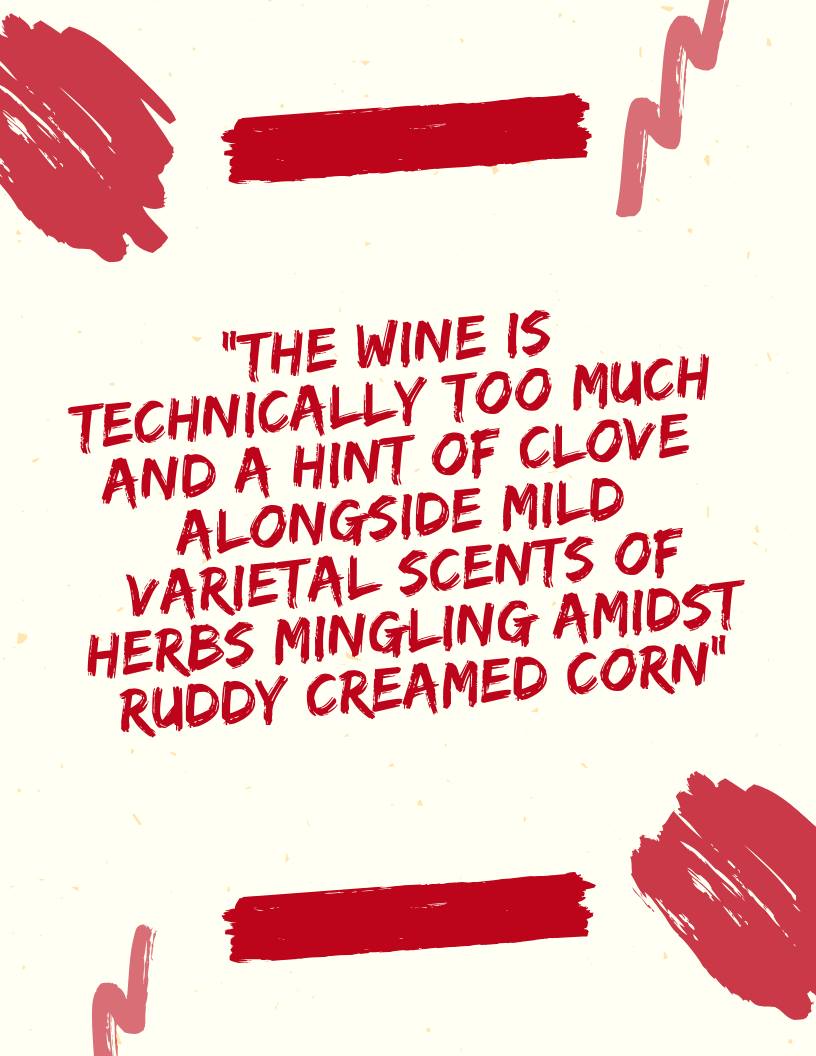 "THE WINE IS
TECHNICALLY TOO MUCH
AND A HINT OF CLOVE
ALONGSIDE MILD
VARIETAL SCENTS OF
HERBS MINGLING AMIDST
RUDDY CREAMED CORN"